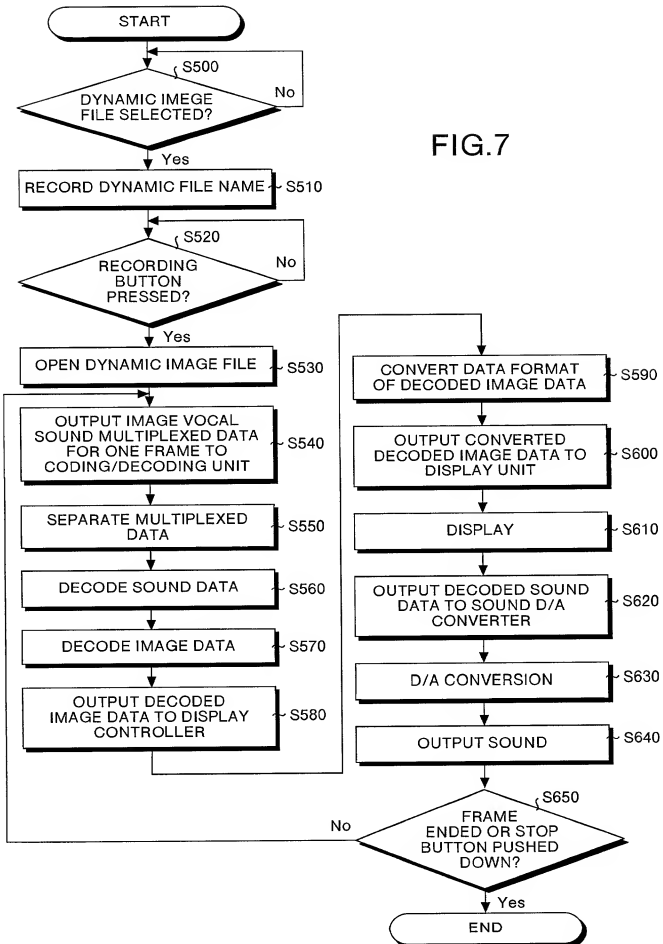 START
S500
No
DYNAMIC IMEGE
FILE SELECTED?
Yes
FIG.7
RECORD DYNAMIC FILE NAME
S510
S520
No
RECORDING
BUTTON
PRESSED?
Yes
OPEN DYNAMIC IMAGE FILE
S530
OUTPUT IMAGE VOCAL
SOUND MULTIPLEXED DATA
FOR ONE FRAME TO
CODING/DECODING UNIT
S540
SEPARATE MULTIPLEXED
DATA
S550
DECODE SOUND DATA
S560
DECODE IMAGE DATA
S570
OUTPUT DECODED
IMAGE DATA TO DISPLAY
CONTROLLER
S580
CONVERT DATA FORMAT
OF DECODED IMAGE DATA
S590
OUTPUT CONVERTED
DECODED IMAGE DATA TO
DISPLAY UNIT
S600
DISPLAY
S610
OUTPUT DECODED SOUND
DATA TO SOUND D/A
CONVERTER
S620
D/A CONVERSION
S630
OUTPUT SOUND
S640
S650
No
FRAME
ENDED OR STOP
BUTTON PUSHED
DOWN?
Yes
END